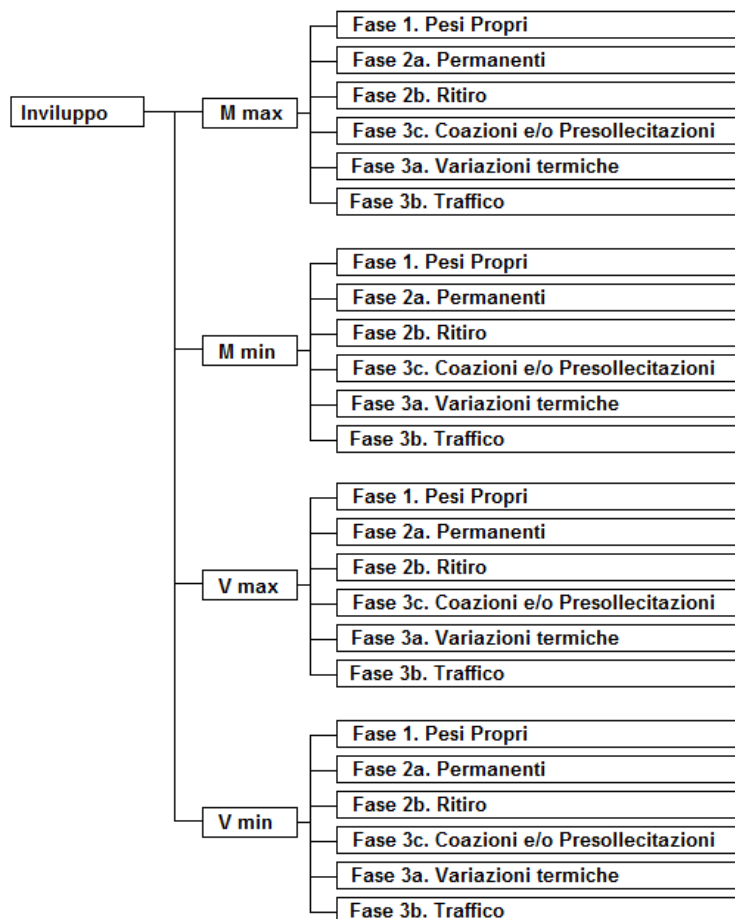 Inviluppo
M max
Fase 1. Pesi Propri
Fase 2a. Permanenti
Fase 2b. Ritiro
Fase 3c. Coazioni e/o Presollecitazioni
Fase 3a. Variazioni termiche
Fase 3b. Traffico
M min
Fase 1. Pesi Propri
Fase 2a. Permanenti
Fase 2b. Ritiro
Fase 3c. Coazioni e/o Presollecitazioni
Fase 3a. Variazioni termiche
Fase 3b. Traffico
V max
Fase 1. Pesi Propri
Fase 2a. Permanenti
Fase 2b. Ritiro
Fase 3c. Coazioni e/o Presollecitazioni
Fase 3a. Variazioni termiche
Fase 3b. Traffico
V min
Fase 1. Pesi Propri
Fase 2a. Permanenti
Fase 2b. Ritiro
Fase 3c. Coazioni e/o Presollecitazioni
Fase 3a. Variazioni termiche
Fase 3b. Traffico